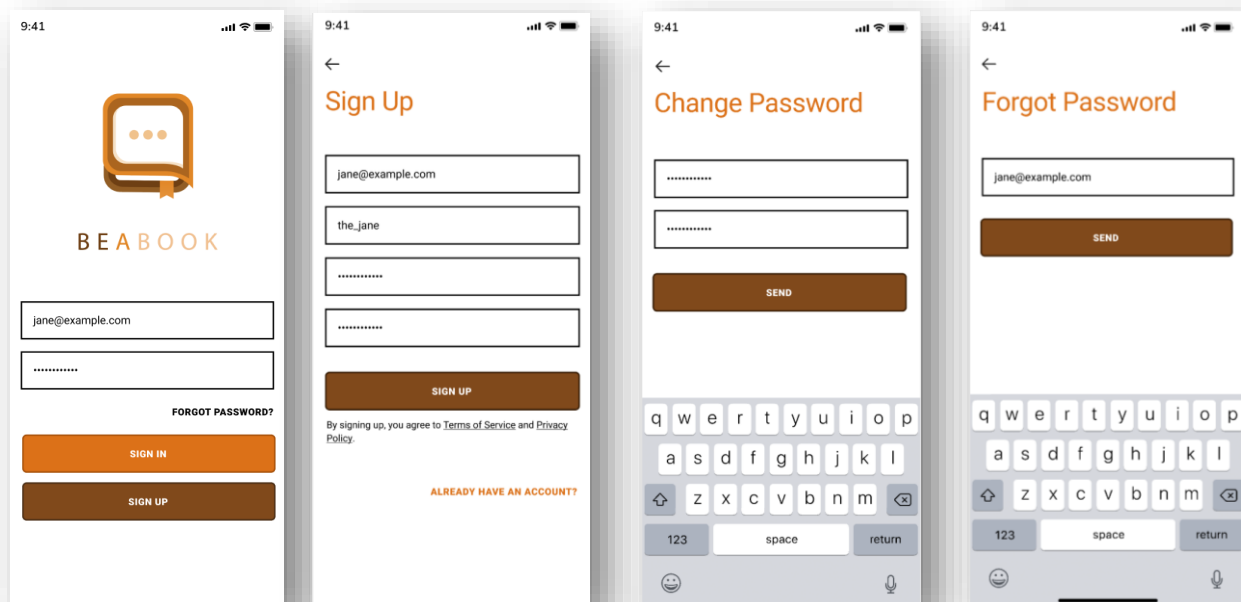 9:41
BEABOOK
jane@example.com
••••••••••••
FORGOT PASSWORD?
SIGN IN
SIGN UP
9:41
Sign Up
jane@example.com
the_jane
••••••••••••
••••••••••••
SIGN UP
By signing up, you agree to Terms of Service and Privacy
Policy.
ALREADY HAVE AN ACCOUNT?
9:41
Change Password
••••••••••••
••••••••••••
SEND
q w e r t y u i o p
a s d f g h j k l
z x c v b n m
123 space return
9:41
Forgot Password
jane@example.com
SEND
q w e r t y u i o p
a s d f g h j k l
z x c v b n m
123 space return